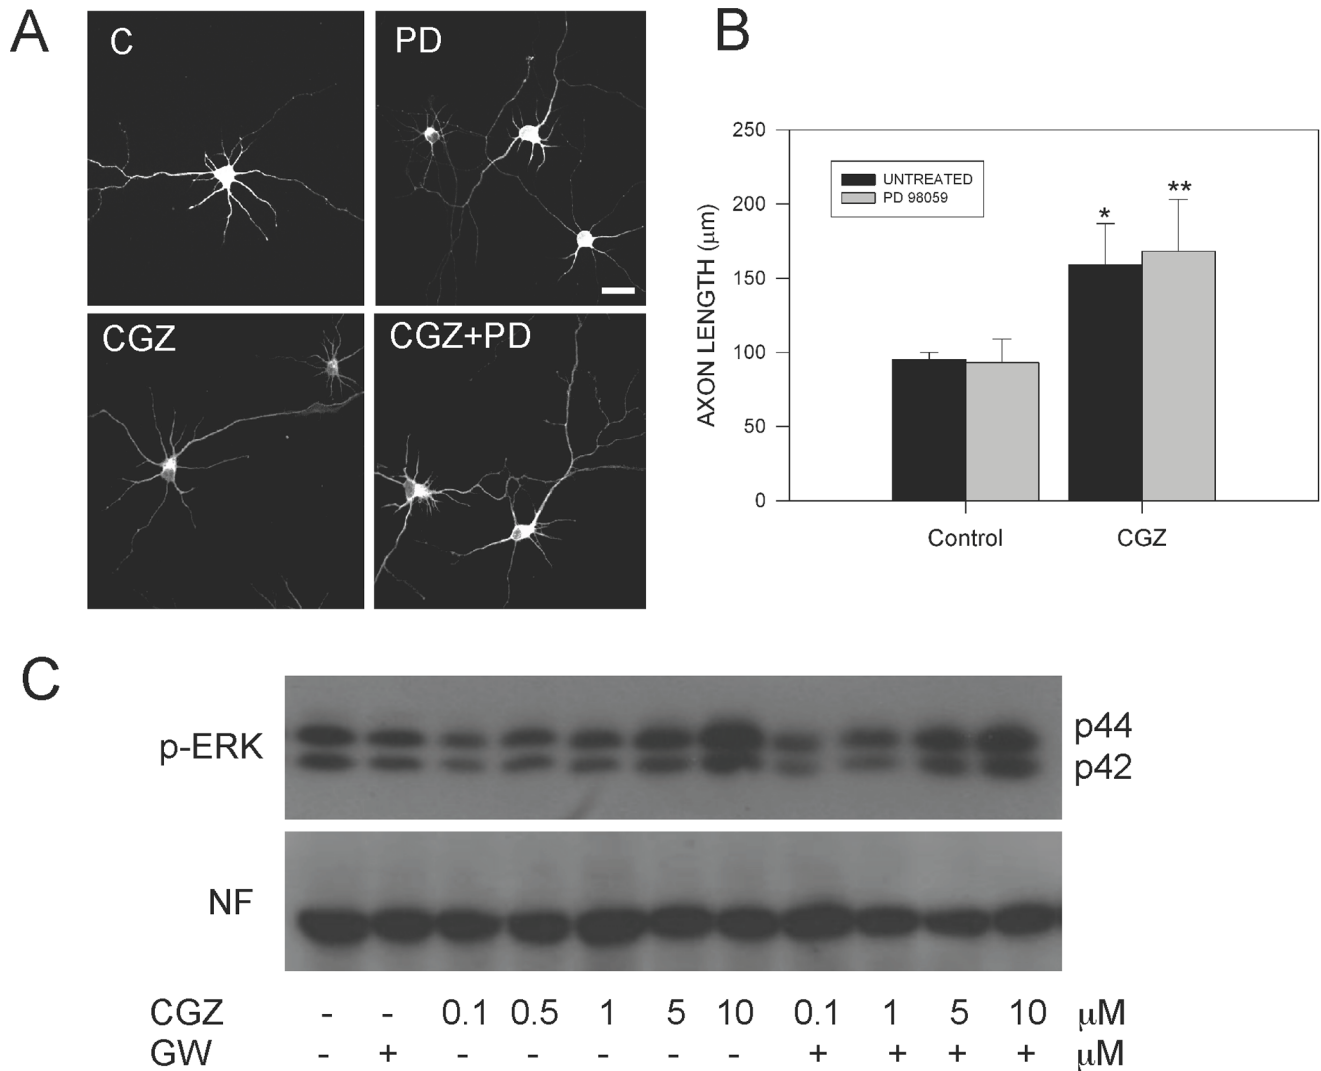 A
C
PD
CGZ
CGZ+PD
B
250
200
150
100
50
0
AXON LENGTH (μm)
UNTREATED
PD 98059
*
**
Control
CGZ
C
p-ERK
p44
p42
NF
CGZ - - 0.1 0.5 1 5 10 0.1 1 5 10 μM
GW - + - - - - - + + + + μM